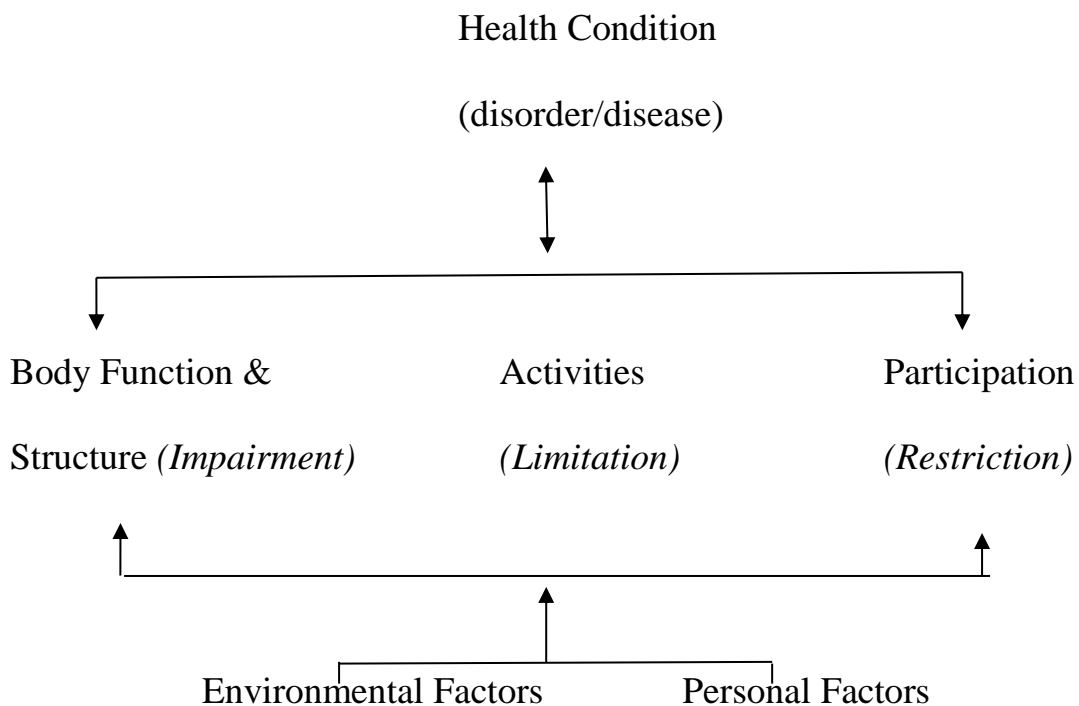 Health Condition
(disorder/disease)
Body Function & Activities Participation
Structure (Impairment) (Limitation) (Restriction)
Environmental Factors Personal Factors